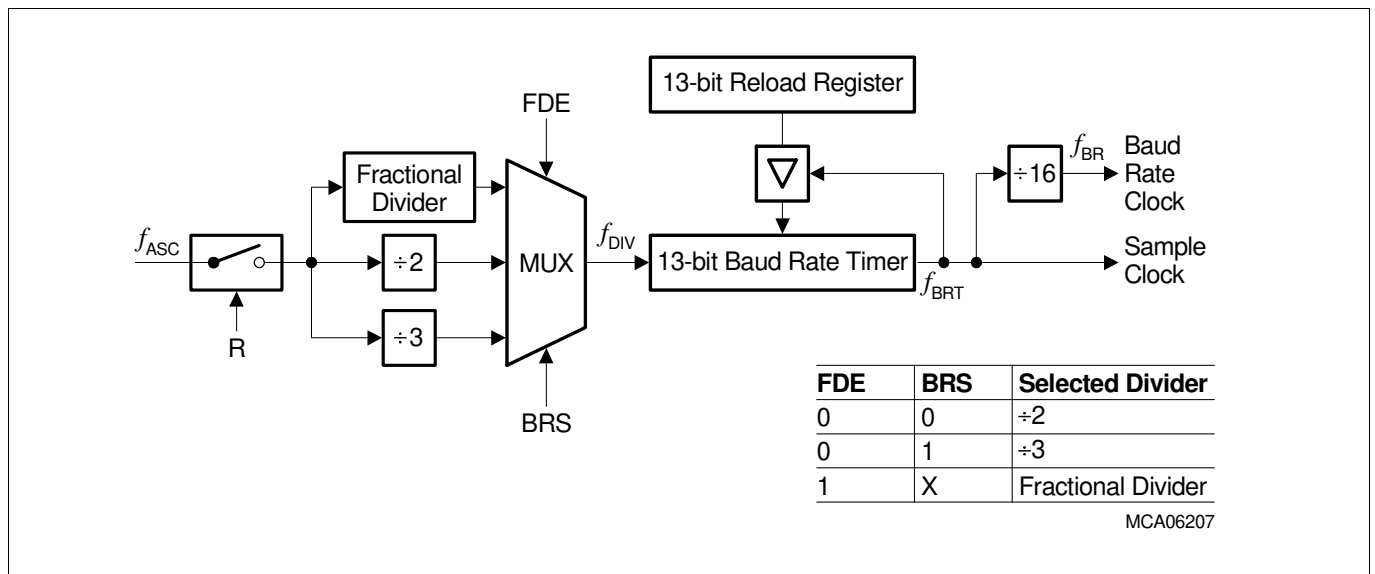 13-bit Reload Register
FDE
Fractional
Divider
f_ASC
÷2
÷3
R
MUX
BRS
f_DIV
13-bit Baud Rate Timer
f_BRT
÷16
f_BR
Baud
Rate
Clock
Sample
Clock
FDE BRS Selected Divider
0 0 ÷2
0 1 ÷3
1 X Fractional Divider
MCA06207